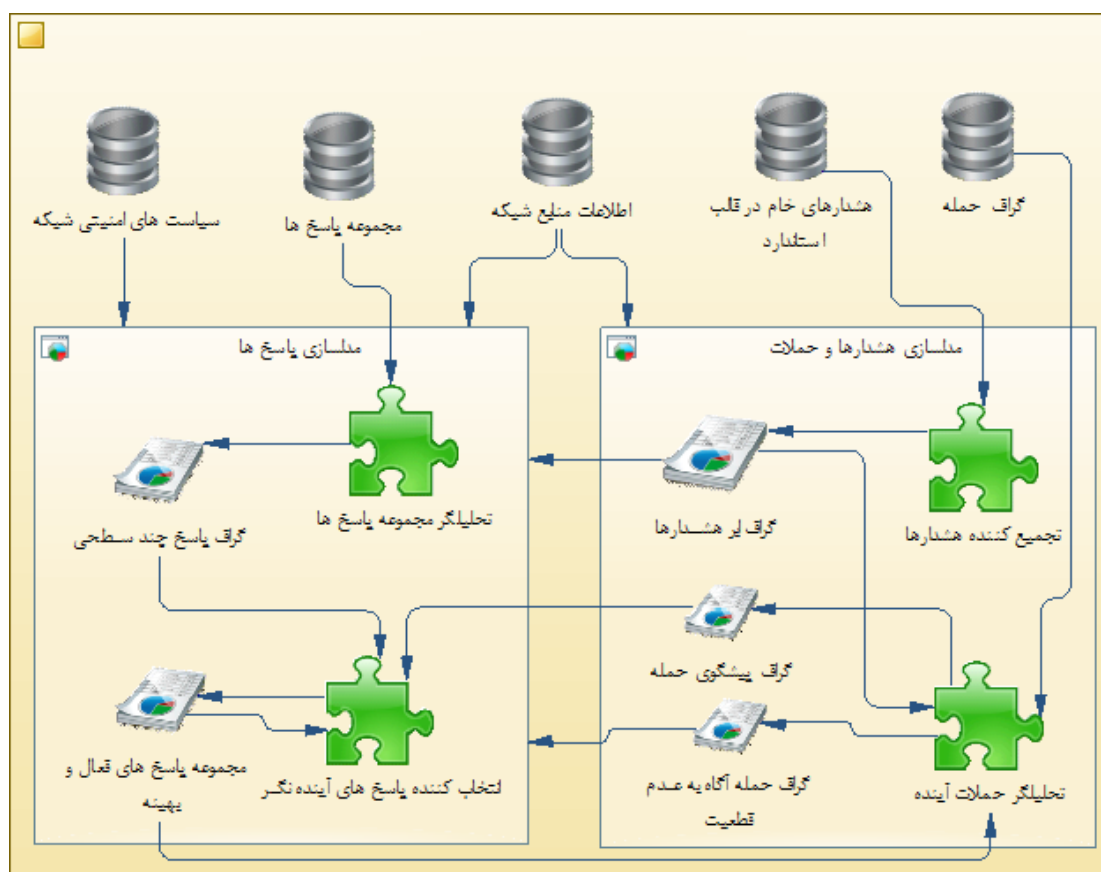 گراف حمله
هشدارهای خام در قالب
استاندارد
اطلاعات منابع شبکه
مجموعه پاسخ ها
سیاست های امنیتی شبکه
مدلسازی هشدارها و حملات
تجمیع کننده هشدارها
گراف ابر هشدارها
گراف پیشگوی حمله
گراف حمله آگاه به عدم
قطعیت
تحلیلگر حملات آینده
مدلسازی پاسخ ها
تحلیلگر مجموعه پاسخ ها
گراف پاسخ چند سطحی
انتخاب کننده پاسخ های آینده نگر
مجموعه پاسخ های فعال و
بهینه